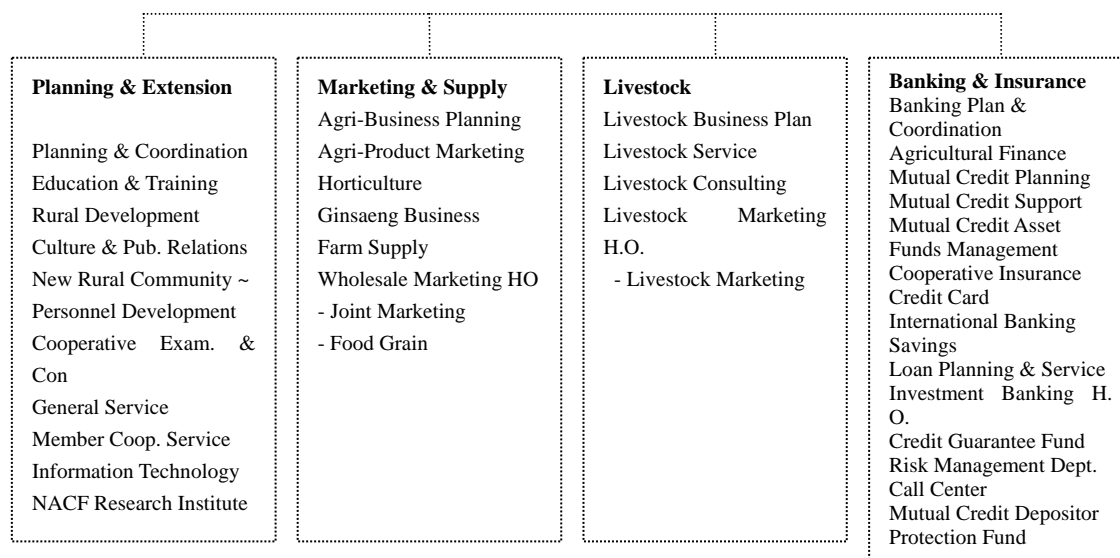 Planning & Extension
Planning & Coordination
Education & Training
Rural Development
Culture & Pub. Relations
New Rural Community ~
Personnel Development
Cooperative Exam. &
Con
General Service
Member Coop. Service
Information Technology
NACF Research Institute
Marketing & Supply
Agri-Business Planning
Agri-Product Marketing
Horticulture
Ginsaeng Business
Farm Supply
Wholesale Marketing HO
- Joint Marketing
- Food Grain
Livestock
Livestock Business Plan
Livestock Service
Livestock Consulting
Livestock Marketing
H.O.
- Livestock Marketing
Banking & Insurance
Banking Plan &
Coordination
Agricultural Finance
Mutual Credit Planning
Mutual Credit Support
Mutual Credit Asset
Funds Management
Cooperative Insurance
Credit Card
International Banking
Savings
Loan Planning & Service
Investment Banking H.
O.
Credit Guarantee Fund
Risk Management Dept.
Call Center
Mutual Credit Depositor
Protection Fund